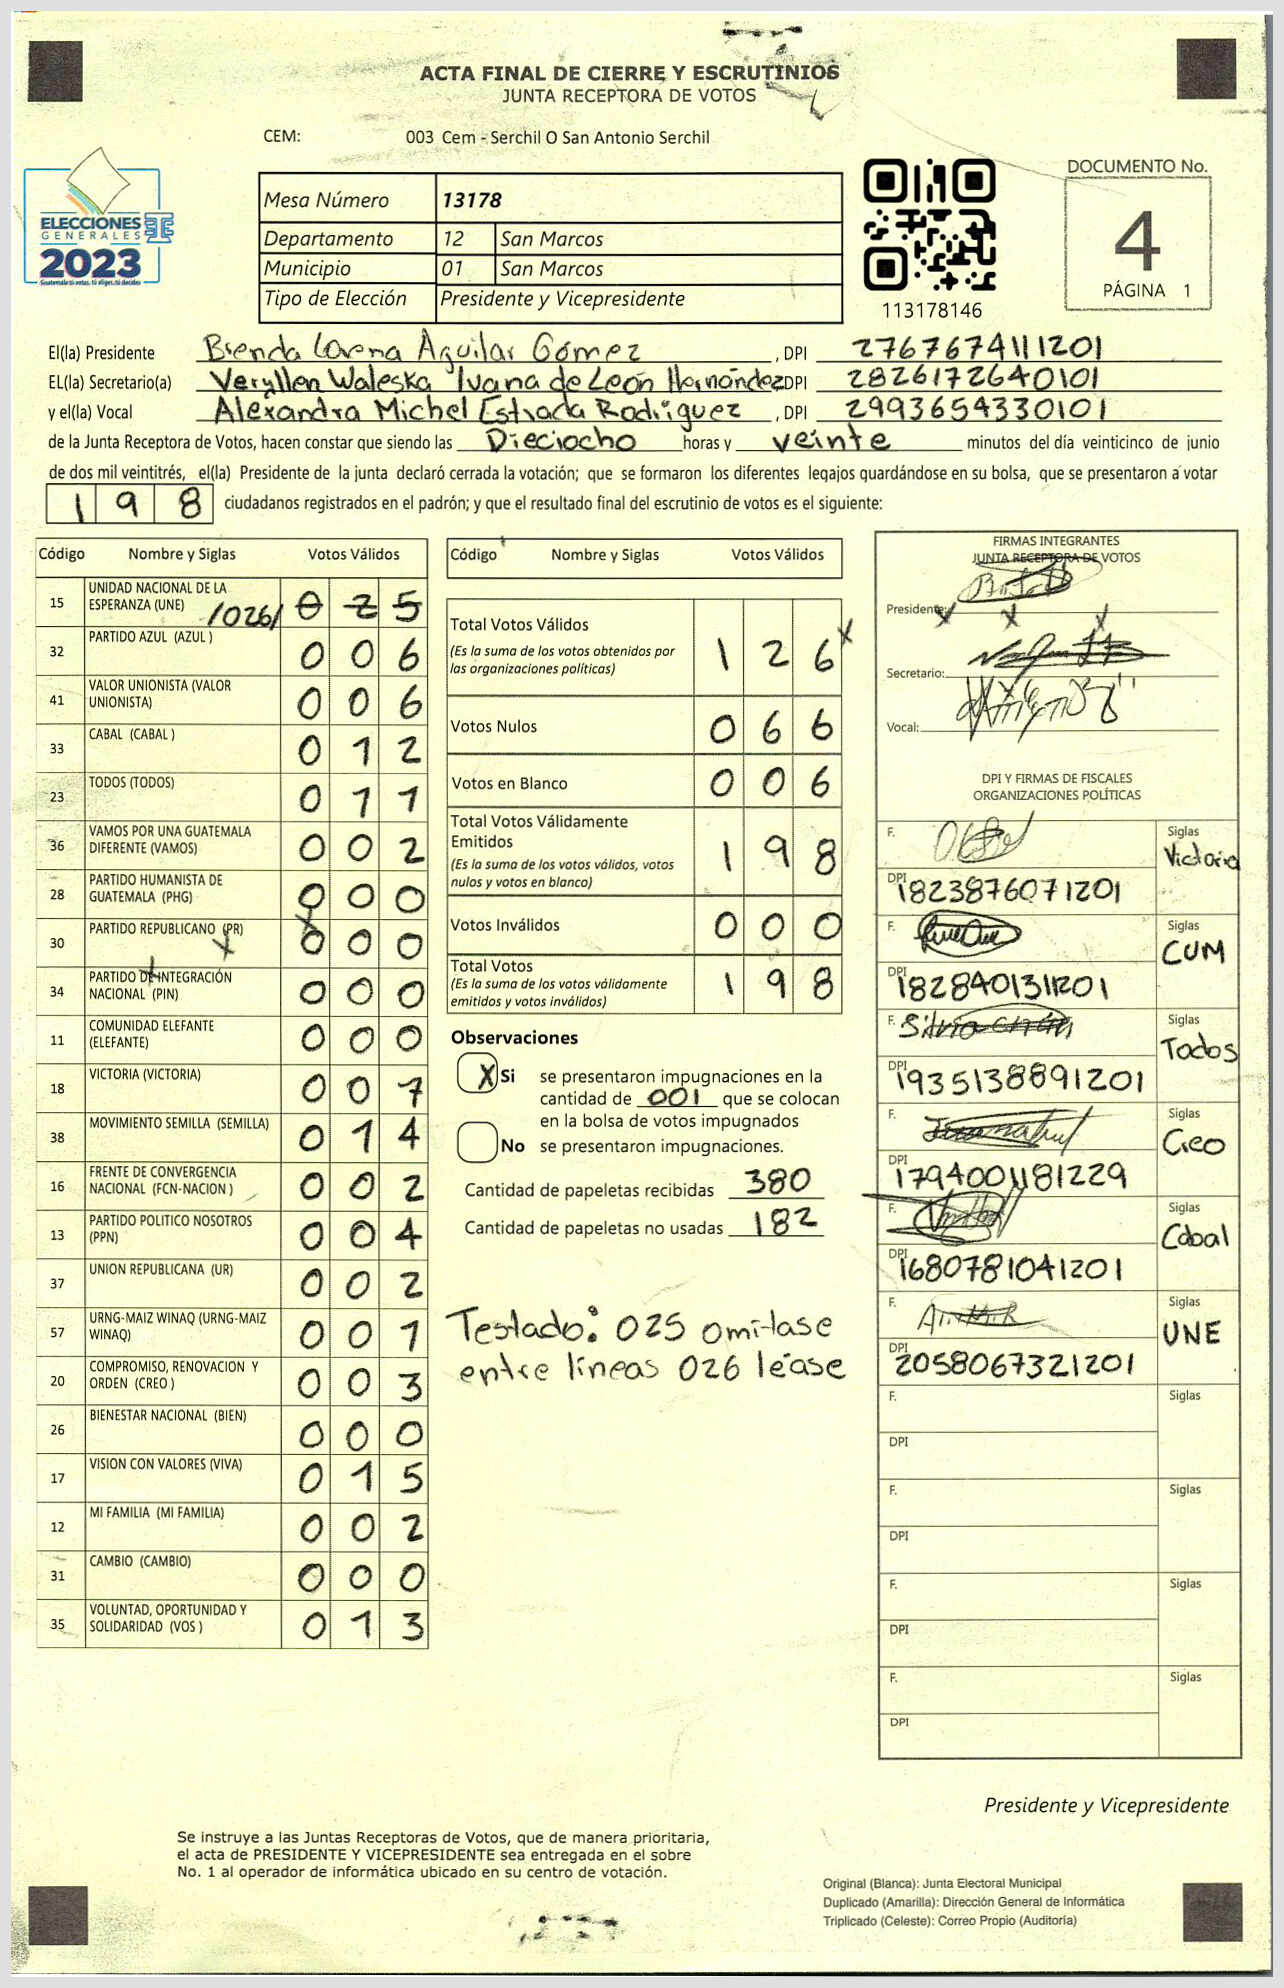 ACTA FINAL DE CIERRE Y ESCRUTINIOS
JUNTA RECEPTORA DE VOTOS
CEM: 003 Cem - Serchil O San Antonio Serchil
ELECCIONES
GENERALES
2023
Guatemala tú votas, tú eliges, tú decides
Mesa Número 13178
Departamento 12 San Marcos
Municipio 01 San Marcos
Tipo de Elección Presidente y Vicepresidente
113178146
DOCUMENTO No.
4
PÁGINA 1
El(la) Presidente Brenda Lorena Aguilar Gómez , DPI 2767674111201
EL(la) Secretario(a) Veryllen Waleska Ivana de León Hernández DPI 2826172640101
y el(la) Vocal Alexandra Michel Estrada Rodríguez , DPI 2993654330101
de la Junta Receptora de Votos, hacen constar que siendo las Dieciocho horas y veinte minutos del día veinticinco de junio
de dos mil veintitrés, el(la) Presidente de la junta declaró cerrada la votación; que se formaron los diferentes legajos guardándose en su bolsa, que se presentaron a votar
198 ciudadanos registrados en el padrón; y que el resultado final del escrutinio de votos es el siguiente:
Código Nombre y Siglas Votos Válidos
15 UNIDAD NACIONAL DE LA ESPERANZA (UNE) /026/ 0 2 5
32 PARTIDO AZUL (AZUL ) 0 0 6
41 VALOR UNIONISTA (VALOR UNIONISTA) 0 0 6
33 CABAL (CABAL ) 0 1 2
23 TODOS (TODOS) 0 1 1
36 VAMOS POR UNA GUATEMALA DIFERENTE (VAMOS) 0 0 2
28 PARTIDO HUMANISTA DE GUATEMALA (PHG) 0 0 0
30 PARTIDO REPUBLICANO (PR) 0 0 0
34 PARTIDO DE INTEGRACIÓN NACIONAL (PIN) 0 0 0
11 COMUNIDAD ELEFANTE (ELEFANTE) 0 0 0
18 VICTORIA (VICTORIA) 0 0 7
38 MOVIMIENTO SEMILLA (SEMILLA) 0 1 4
16 FRENTE DE CONVERGENCIA NACIONAL (FCN-NACION ) 0 0 2
13 PARTIDO POLITICO NOSOTROS (PPN) 0 0 4
37 UNION REPUBLICANA (UR) 0 0 2
57 URNG-MAIZ WINAQ (URNG-MAIZ WINAQ) 0 0 1
20 COMPROMISO, RENOVACION Y ORDEN (CREO ) 0 0 3
26 BIENESTAR NACIONAL (BIEN) 0 0 0
17 VISION CON VALORES (VIVA) 0 1 5
12 MI FAMILIA (MI FAMILIA) 0 0 2
31 CAMBIO (CAMBIO) 0 0 0
35 VOLUNTAD, OPORTUNIDAD Y SOLIDARIDAD (VOS ) 0 1 3
Código Nombre y Siglas Votos Válidos
Total Votos Válidos 1 2 6
(Es la suma de los votos obtenidos por
las organizaciones políticas)
Votos Nulos 0 6 6
Votos en Blanco 0 0 6
Total Votos Válidamente
Emitidos 1 9 8
(Es la suma de los votos válidos, votos
nulos y votos en blanco)
Votos Inválidos 0 0 0
Total Votos 1 9 8
(Es la suma de los votos válidamente
emitidos y votos inválidos)
Observaciones
X Si se presentaron impugnaciones en la
cantidad de 001 que se colocan
en la bolsa de votos impugnados
No se presentaron impugnaciones.
Cantidad de papeletas recibidas 380
Cantidad de papeletas no usadas 182
Testado: 025 omitase
entre líneas 026 léase
FIRMAS INTEGRANTES
JUNTA RECEPTORA DE VOTOS
Presidente:
Secretario:
Vocal:
DPI Y FIRMAS DE FISCALES
ORGANIZACIONES POLÍTICAS
F. Siglas Victoria
DPI 1823876071201
F. Siglas CUM
DPI 1828401311201
F. Silvia Siglas Todos
DPI 1935138891201
F. Siglas Creo
DPI 1794001181229
F. Siglas Cabal
DPI 1680781041201
F. Siglas UNE
DPI 2058067321201
F. Siglas
DPI
F. Siglas
DPI
F. Siglas
DPI
F. Siglas
DPI
Presidente y Vicepresidente
Se instruye a las Juntas Receptoras de Votos, que de manera prioritaria,
el acta de PRESIDENTE Y VICEPRESIDENTE sea entregada en el sobre
No. 1 al operador de informática ubicado en su centro de votación.
Original (Blanca): Junta Electoral Municipal
Duplicado (Amarilla): Dirección General de Informática
Triplicado (Celeste): Correo Propio (Auditoría)